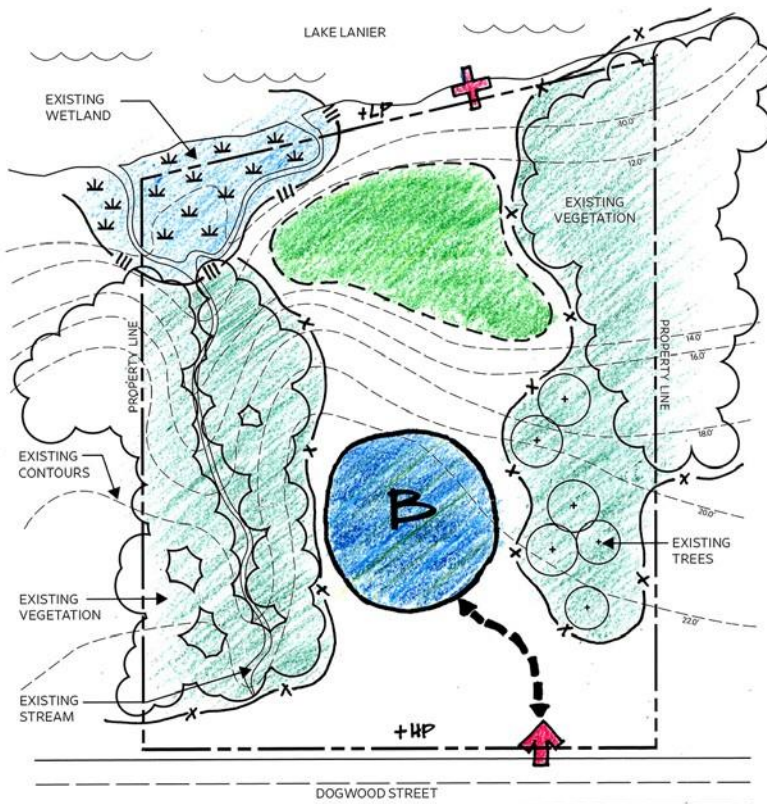 LAKE LANIER
EXISTING
WETLAND
+LP
10.0'
12.0'
EXISTING
VEGETATION
PROPERTY LINE
PROPERTY LINE
14.0'
16.0'
18.0'
EXISTING
CONTOURS
B
20.0'
EXISTING
TREES
EXISTING
VEGETATION
22.0'
EXISTING
STREAM
+HP
DOGWOOD STREET